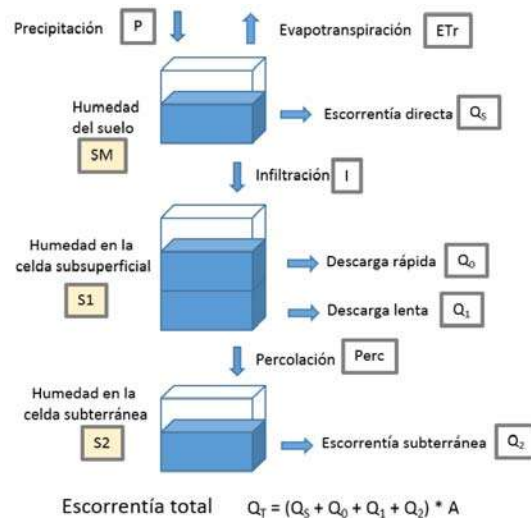 Precipitación P Evapotranspiración ETr
Humedad
del suelo
SM
Escorrentía directa Qs
Infiltración I
Humedad en la
celda subsuperficial
S1
Descarga rápida Q₀
Descarga lenta Q₁
Percolación Perc
Humedad en la
celda subterránea
S2
Escorrentía subterránea Q₂
Escorrentía total Q_T = (Q_S + Q₀ + Q₁ + Q₂) * A